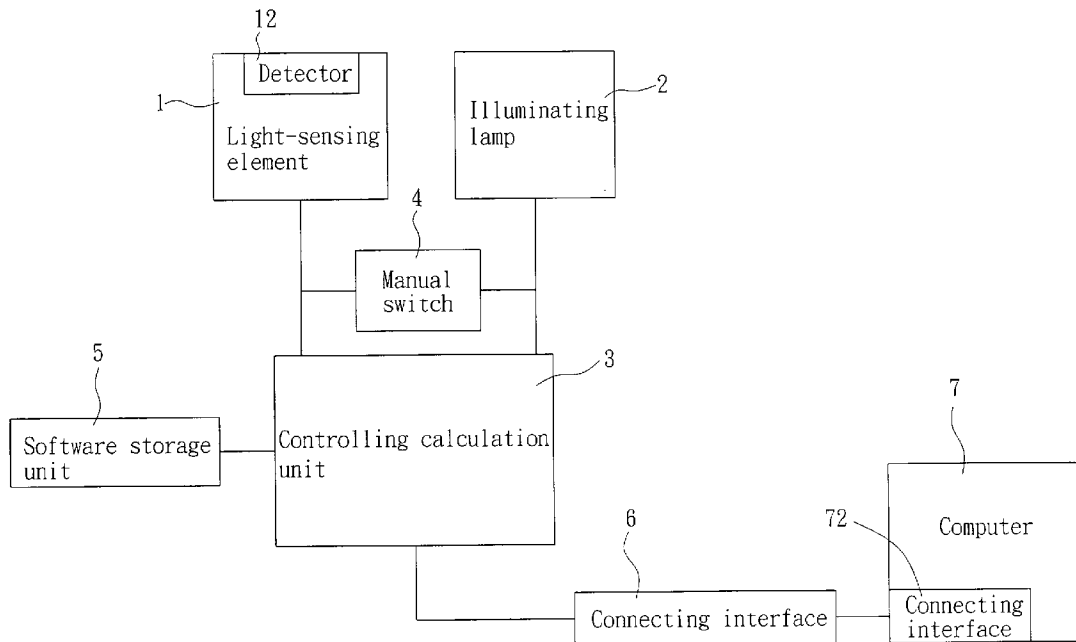 12
Detector
1
Light-sensing
element
2
Illuminating
lamp
4
Manual
switch
3
Controlling calculation
unit
5
Software storage
unit
6
Connecting interface
7
Computer
72
Connecting
interface